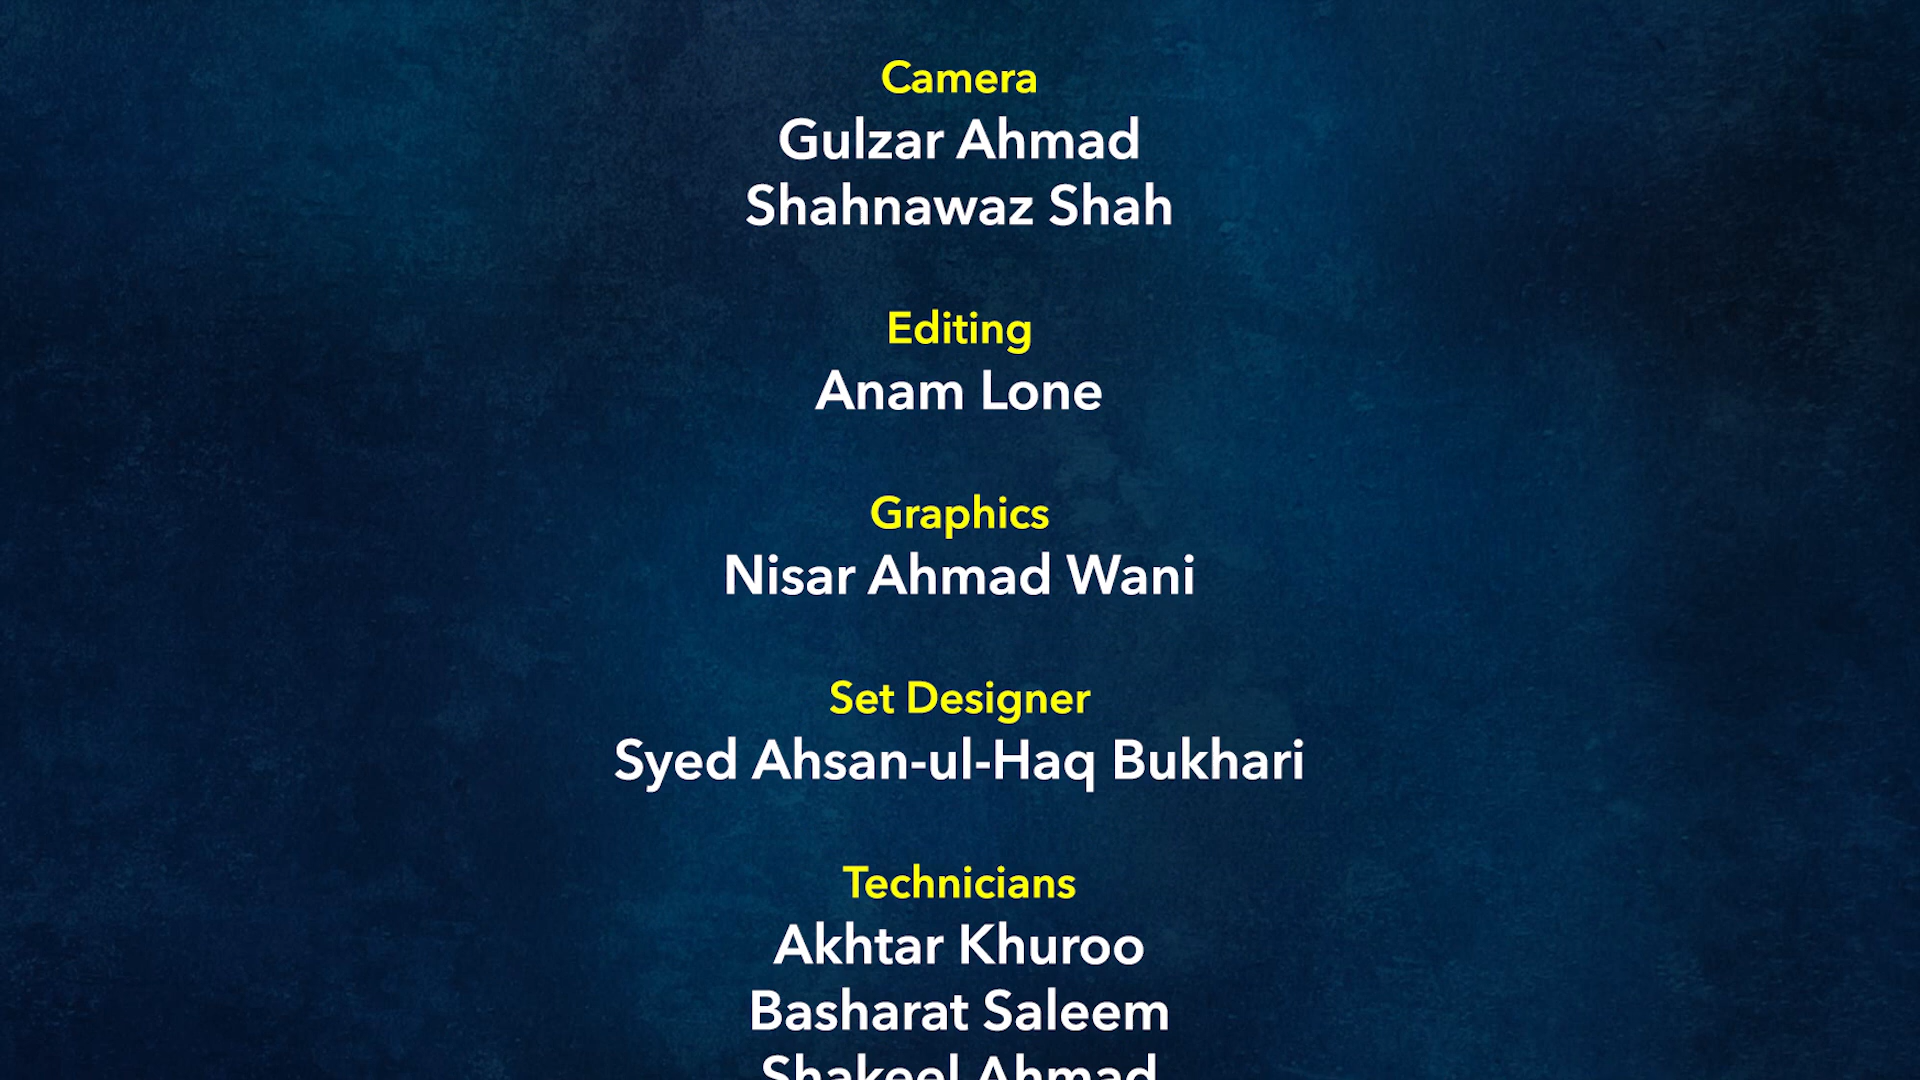 Camera
Gulzar Ahmad
Shahnawaz Shah
Editing
Anam Lone
Graphics
Nisar Ahmad Wani
Set Designer
Syed Ahsan-ul-Haq Bukhari
Technicians
Akhtar Khuroo
Basharat Saleem
Shakeel Ahmad